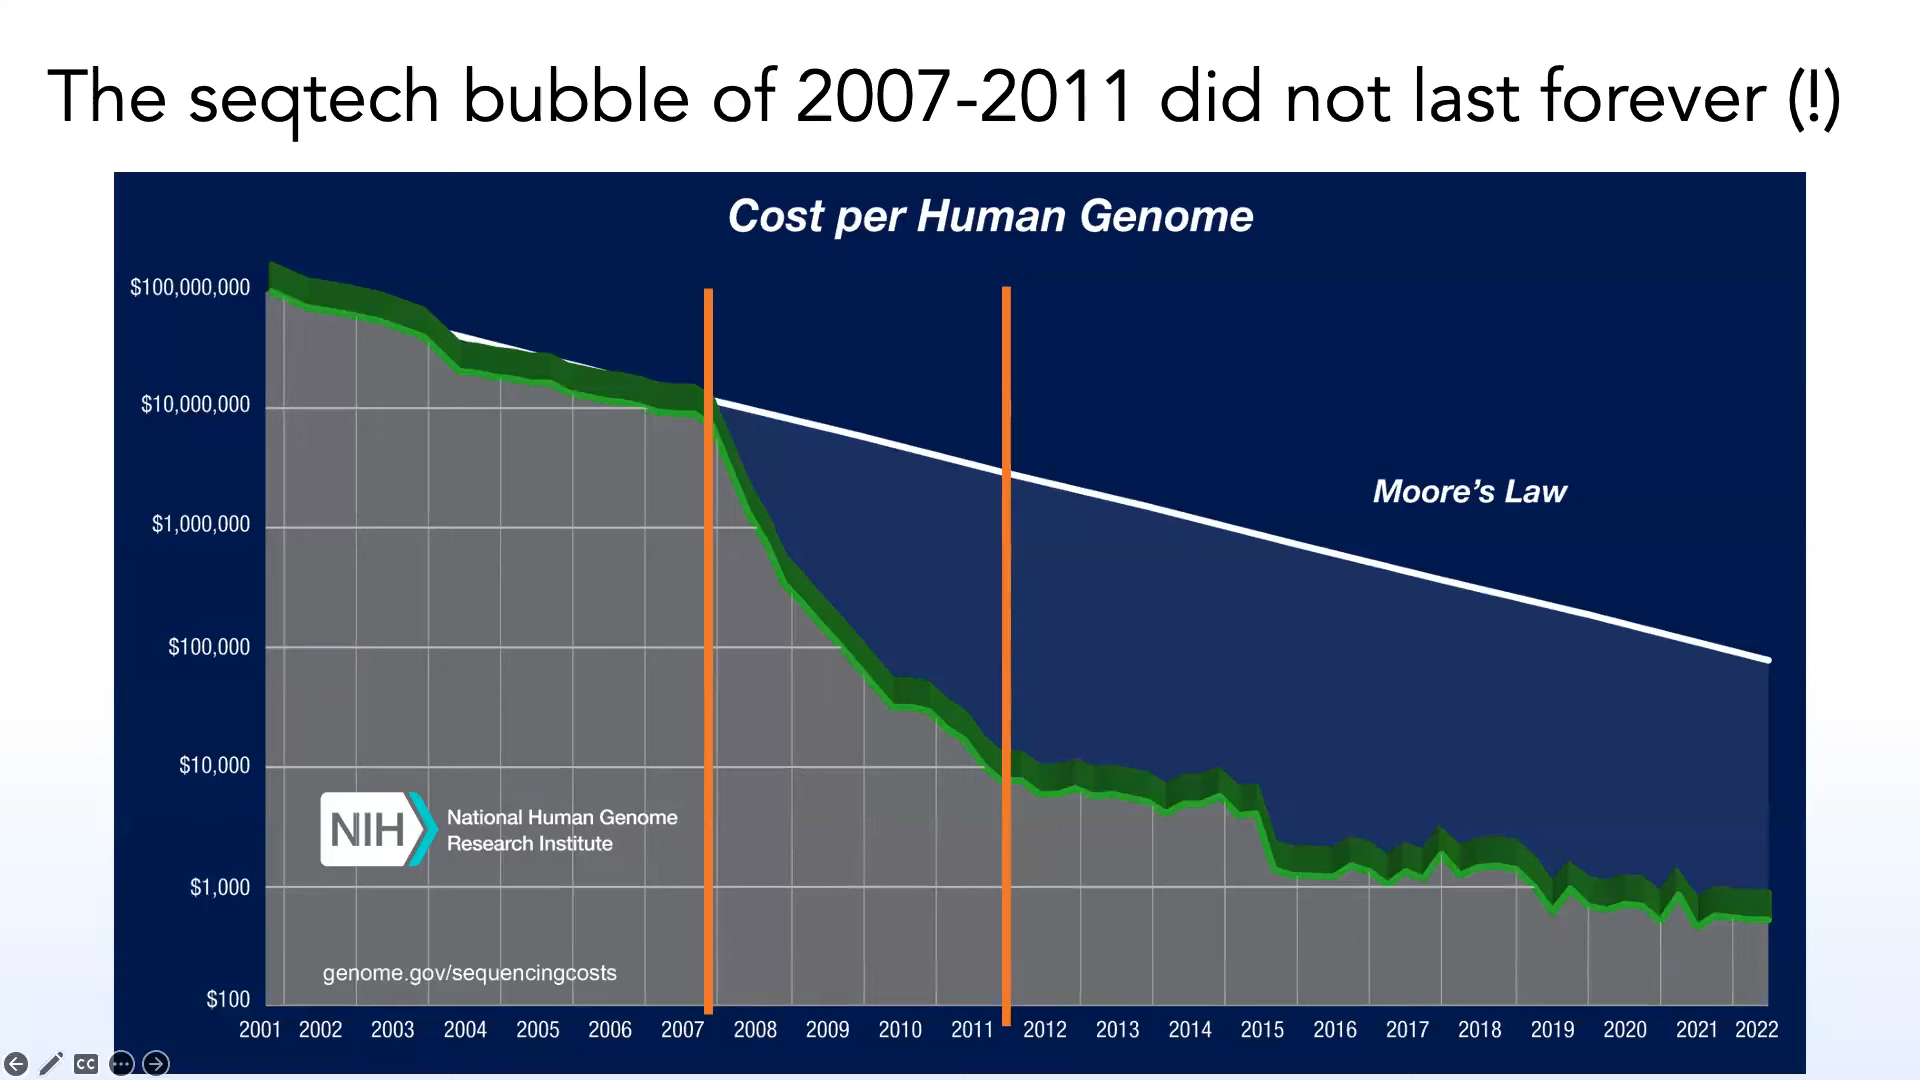 The seqtech bubble of 2007-2011 did not last forever (!)
Cost per Human Genome
$100,000,000
$10,000,000
$1,000,000
$100,000
$10,000
$1,000
$100
Moore's Law
NIH
National Human Genome
Research Institute
genome.gov/sequencingcosts
2001 2002 2003 2004 2005 2006 2007 2008 2009 2010 2011 2012 2013 2014 2015 2016 2017 2018 2019 2020 2021 2022
CC